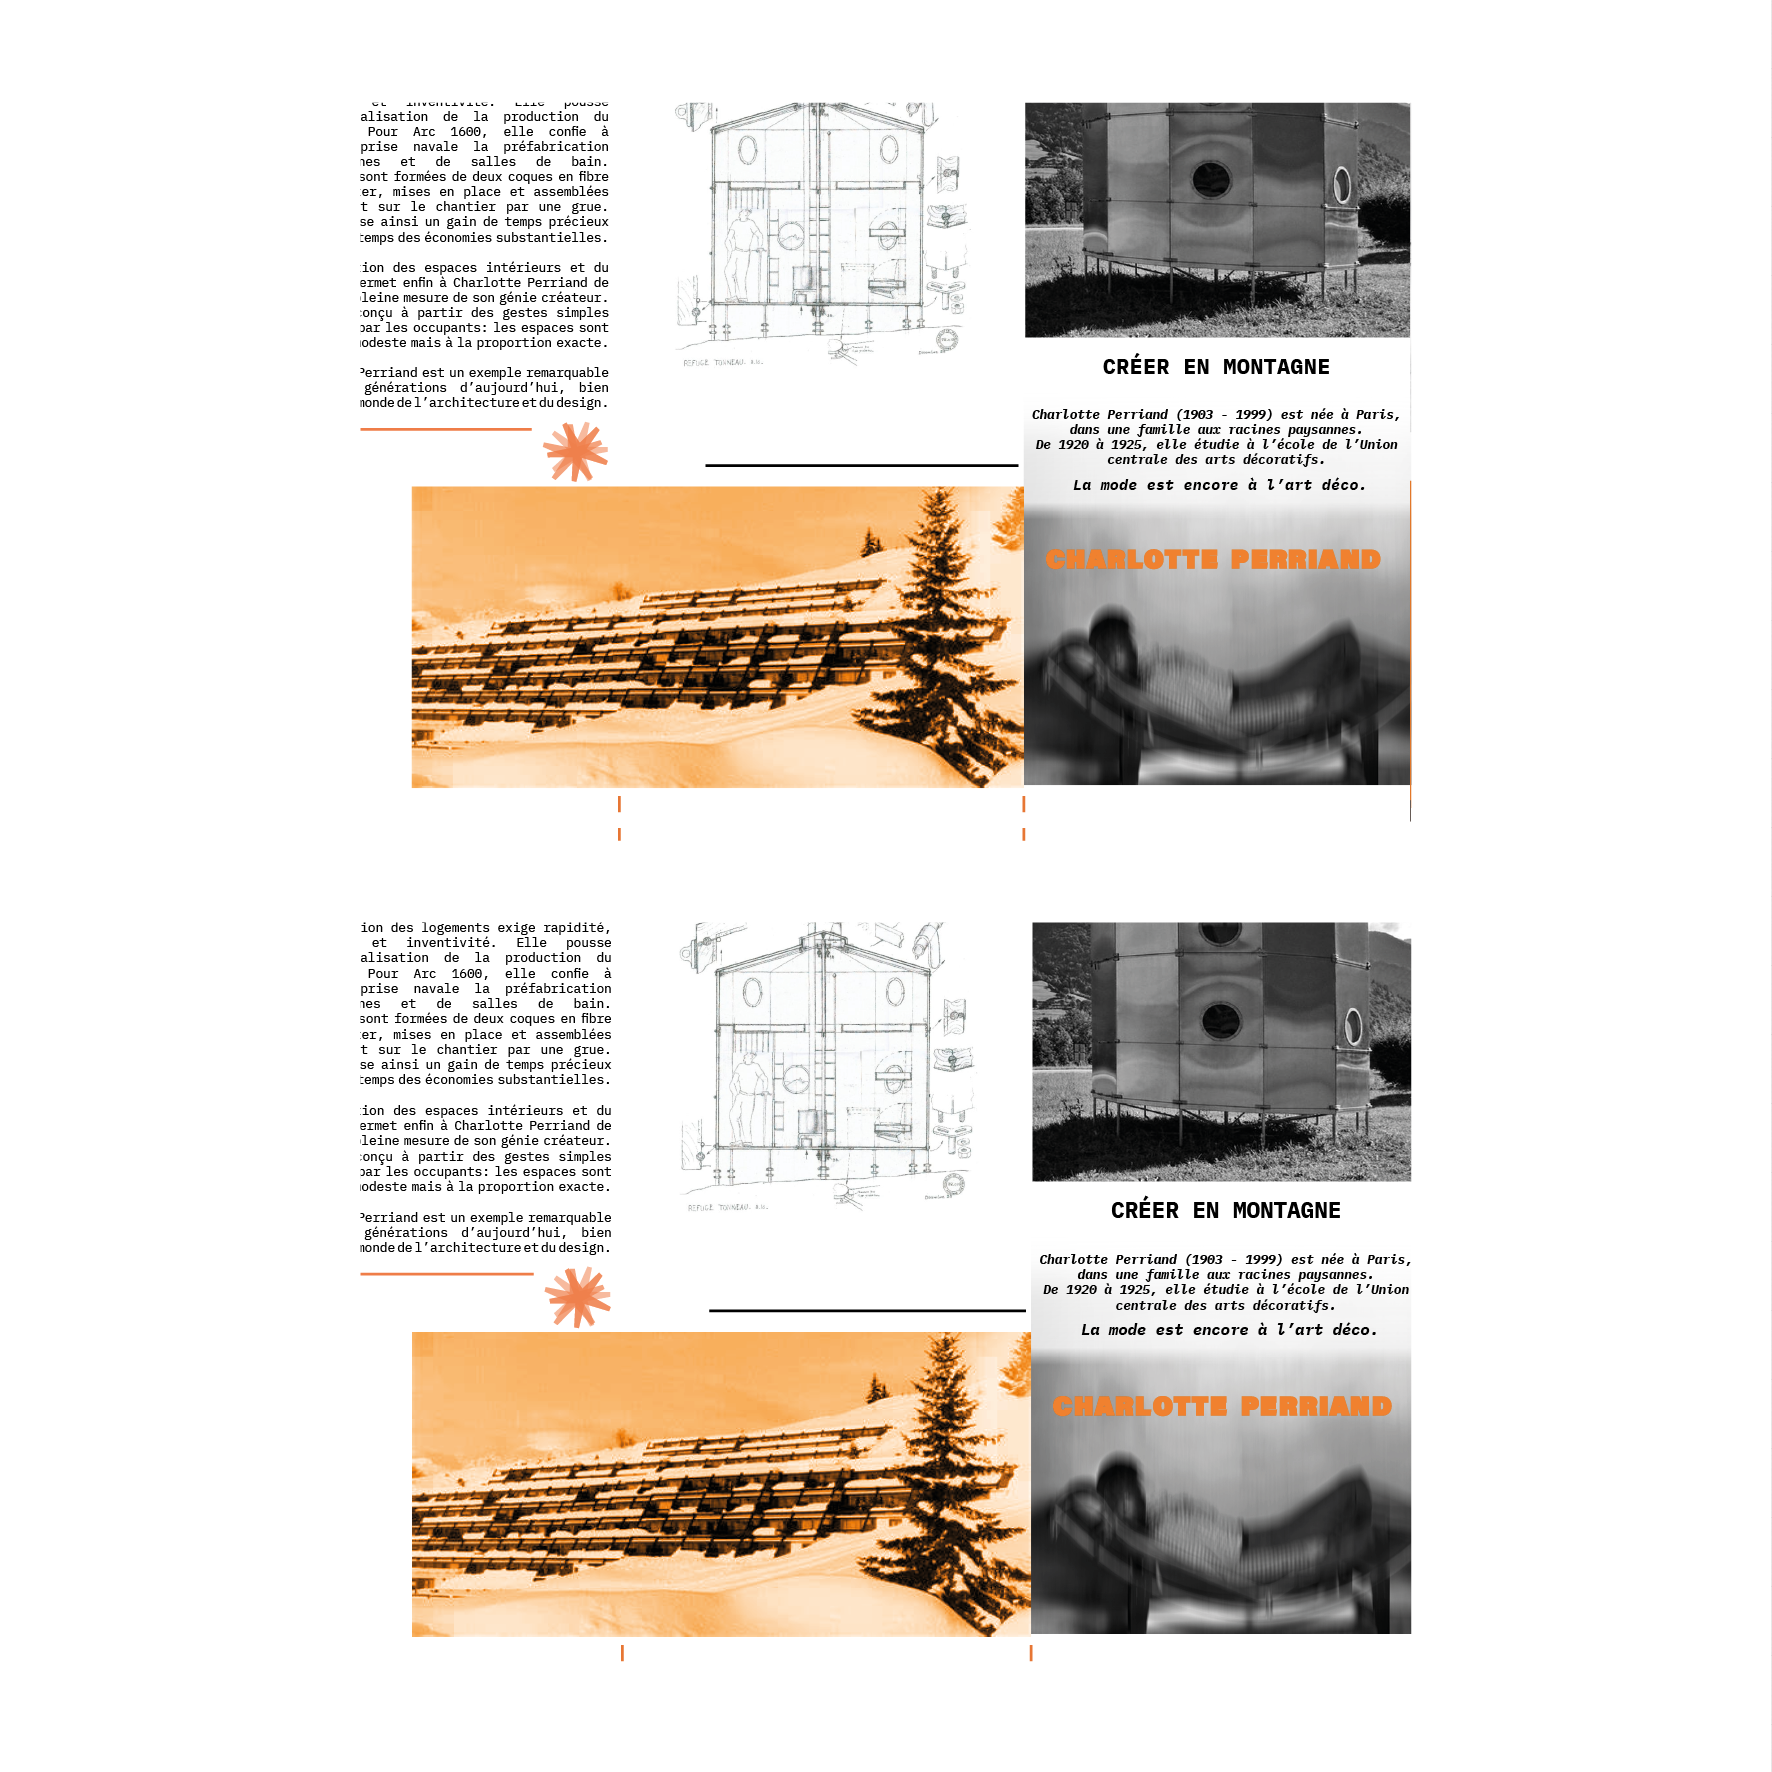 et inventivité. Elle pousse
alisation de la production du
Pour Arc 1600, elle confie à
prise navale la préfabrication
nes et de salles de bain.
sont formées de deux coques en fibre
er, mises en place et assemblées
t sur le chantier par une grue.
se ainsi un gain de temps précieux
temps des économies substantielles.
ion des espaces intérieurs et du
ermet enfin à Charlotte Perriand de
leine mesure de son génie créateur.
conçu à partir des gestes simples
par les occupants: les espaces sont
modeste mais à la proportion exacte.
Perriand est un exemple remarquable
générations d’aujourd’hui, bien
monde de l’architecture et du design.
REFUGE TONNEAU.
CRÉER EN MONTAGNE
Charlotte Perriand (1903 - 1999) est née à Paris,
dans une famille aux racines paysannes.
De 1920 à 1925, elle étudie à l’école de l’Union
centrale des arts décoratifs.
La mode est encore à l’art déco.
CHARLOTTE PERRIAND
ion des logements exige rapidité,
et inventivité. Elle pousse
alisation de la production du
Pour Arc 1600, elle confie à
prise navale la préfabrication
nes et de salles de bain.
sont formées de deux coques en fibre
er, mises en place et assemblées
t sur le chantier par une grue.
se ainsi un gain de temps précieux
temps des économies substantielles.
ion des espaces intérieurs et du
ermet enfin à Charlotte Perriand de
leine mesure de son génie créateur.
conçu à partir des gestes simples
par les occupants: les espaces sont
modeste mais à la proportion exacte.
Perriand est un exemple remarquable
générations d’aujourd’hui, bien
monde de l’architecture et du design.
REFUGE TONNEAU.
CRÉER EN MONTAGNE
Charlotte Perriand (1903 - 1999) est née à Paris,
dans une famille aux racines paysannes.
De 1920 à 1925, elle étudie à l’école de l’Union
centrale des arts décoratifs.
La mode est encore à l’art déco.
CHARLOTTE PERRIAND